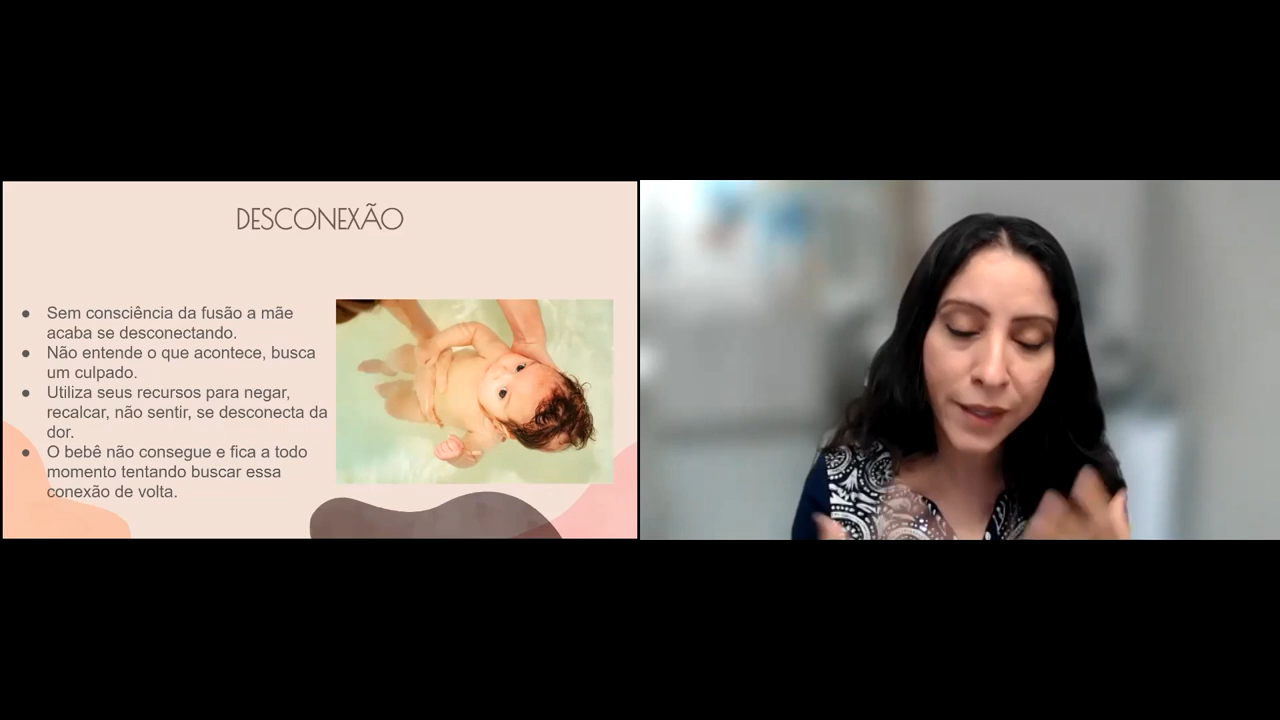 DESCONEXÃO
● Sem consciência da fusão a mãe
acaba se desconectando.
● Não entende o que acontece, busca
um culpado.
● Utiliza seus recursos para negar,
recalcar, não sentir, se desconecta da
dor.
● O bebê não consegue e fica a todo
momento tentando buscar essa
conexão de volta.